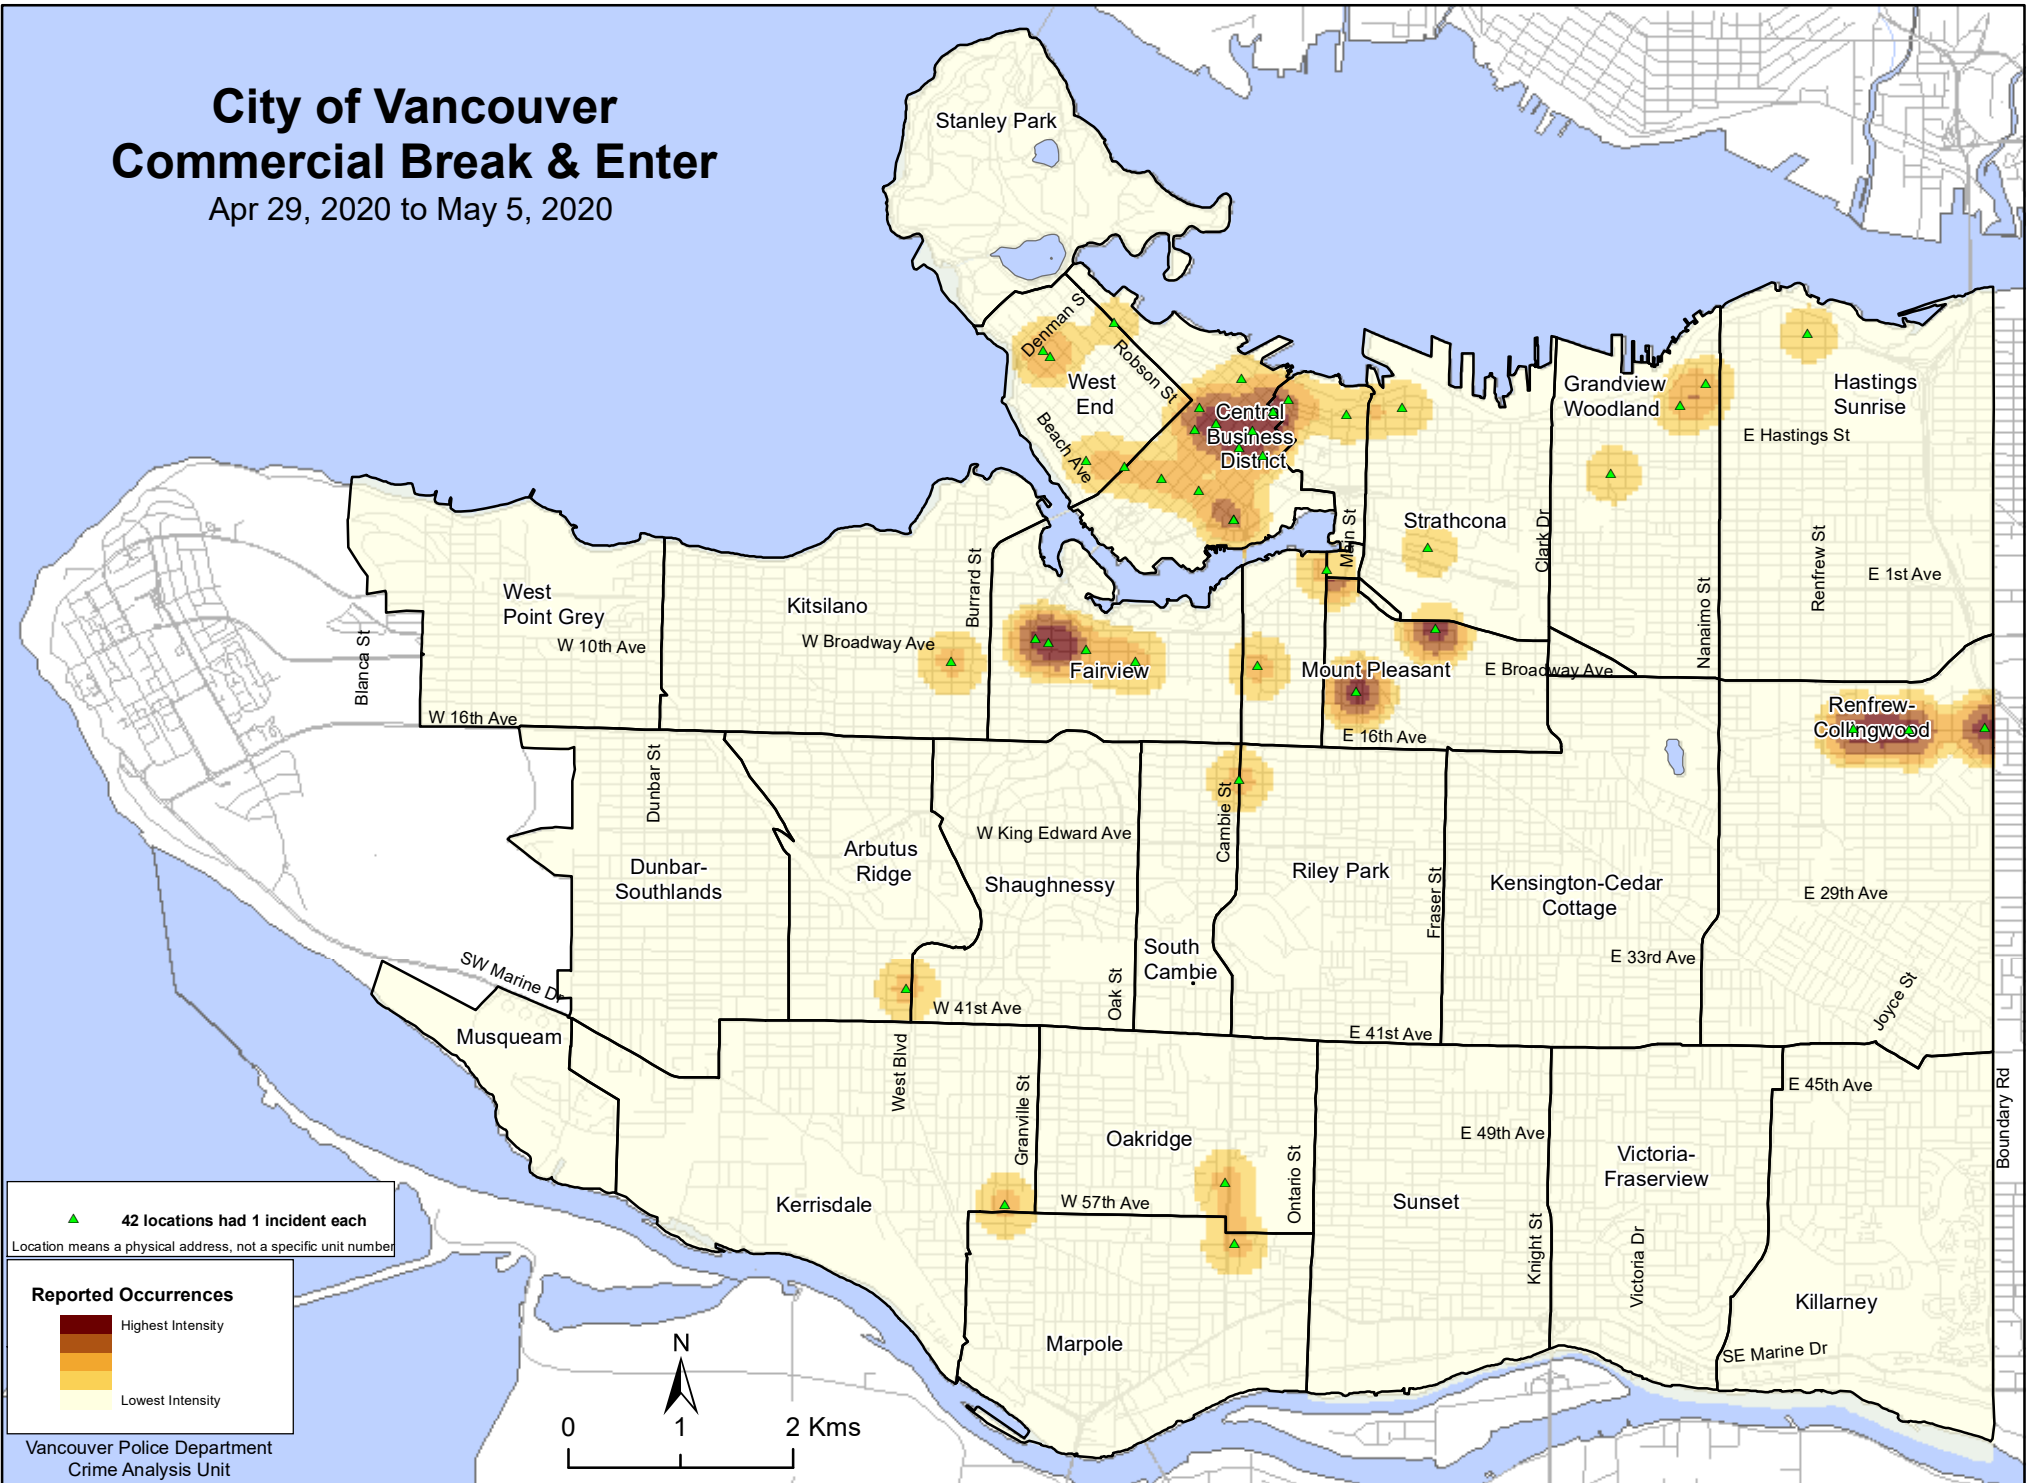 City of Vancouver
Commercial Break & Enter
Apr 29, 2020 to May 5, 2020
Stanley Park
Denman S
Robson St
West
End
Beach Ave
Central
Business
District
Grandview
Woodland
Hastings
Sunrise
E Hastings St
Strathcona
Main St
Clark Dr
Nanaimo St
Renfrew St
E 1st Ave
West
Point Grey
W 10th Ave
Blanca St
W 16th Ave
Kitsilano
W Broadway Ave
Burrard St
Fairview
Mount Pleasant
E Broadway Ave
E 16th Ave
Renfrew-
Collingwood
Dunbar St
Dunbar-
Southlands
Arbutus
Ridge
W King Edward Ave
Shaughnessy
Cambie St
South
Cambie
Oak St
Riley Park
Fraser St
Kensington-Cedar
Cottage
E 29th Ave
E 33rd Ave
Joyce St
SW Marine Dr
Musqueam
W 41st Ave
E 41st Ave
West Blvd
Granville St
Oakridge
Ontario St
E 49th Ave
E 45th Ave
Boundary Rd
Victoria-
Fraserview
Kerrisdale
W 57th Ave
Sunset
Knight St
Victoria Dr
Killarney
SE Marine Dr
Marpole
42 locations had 1 incident each
Location means a physical address, not a specific unit number
Reported Occurrences
Highest Intensity
Lowest Intensity
Vancouver Police Department
Crime Analysis Unit
N
0 1 2 Kms